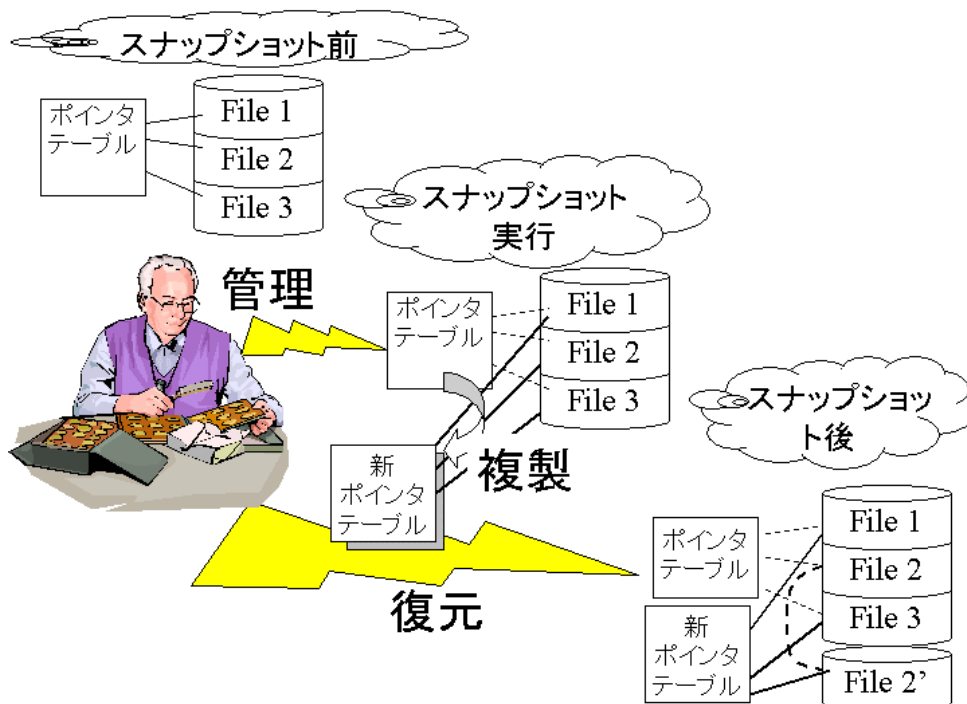 スナップショット前
ポインタ
テーブル
File 1
File 2
File 3
スナップショット
実行
管理
ポインタ
テーブル
File 1
File 2
File 3
複製
新
ポインタ
テーブル
スナップショッ
ト後
復元
ポインタ
テーブル
File 1
File 2
File 3
新
ポインタ
テーブル
File 2’